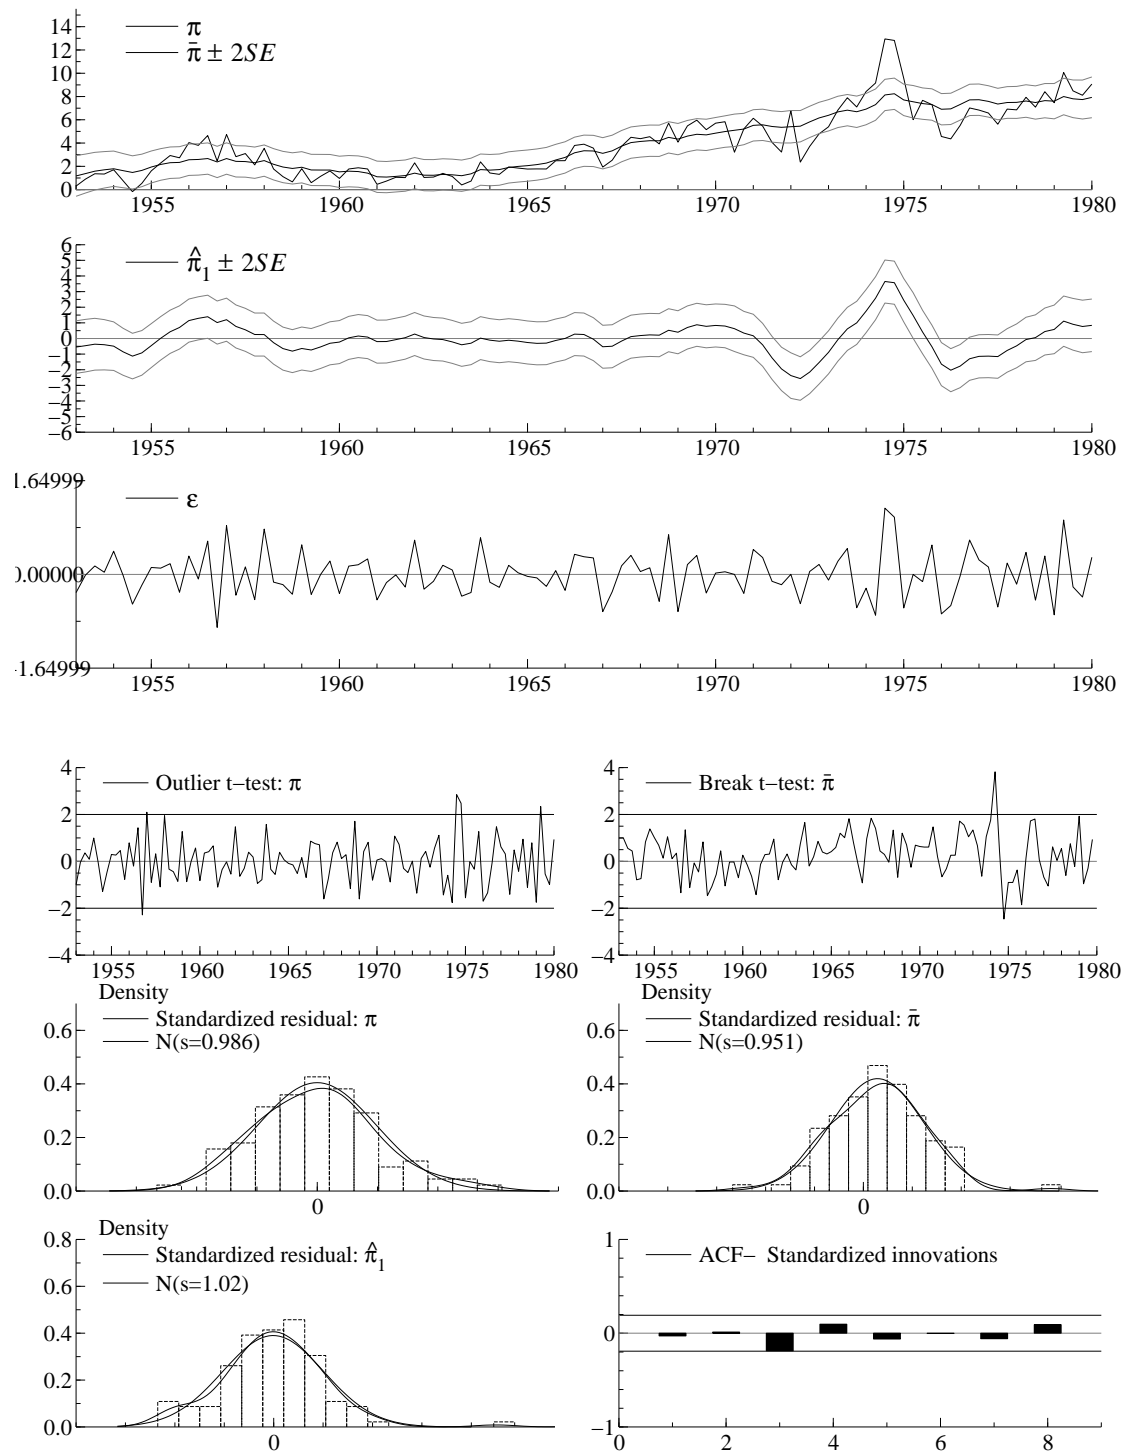 π
π̄ ± 2SE
14
12
10
8
6
4
2
0
1955 1960 1965 1970 1975 1980
π̂1 ± 2SE
6
5
4
3
2
1
0
−1
−2
−3
−4
−5
−6
1955 1960 1965 1970 1975 1980
1.64999
ε
0.00000
-1.64999
1955 1960 1965 1970 1975 1980
4
Outlier t−test: π
2
0
−2
−4
1955 1960 1965 1970 1975 1980
4
Break t−test: π̄
2
0
−2
−4
1955 1960 1965 1970 1975 1980
Density
0.6
Standardized residual: π
N(s=0.986)
0.4
0.2
0.0
0
Density
0.6
Standardized residual: π̄
N(s=0.951)
0.4
0.2
0.0
0
Density
0.8
Standardized residual: π̂1
0.6
N(s=1.02)
0.4
0.2
0.0
0
1
ACF− Standardized innovations
0
−1
0 2 4 6 8